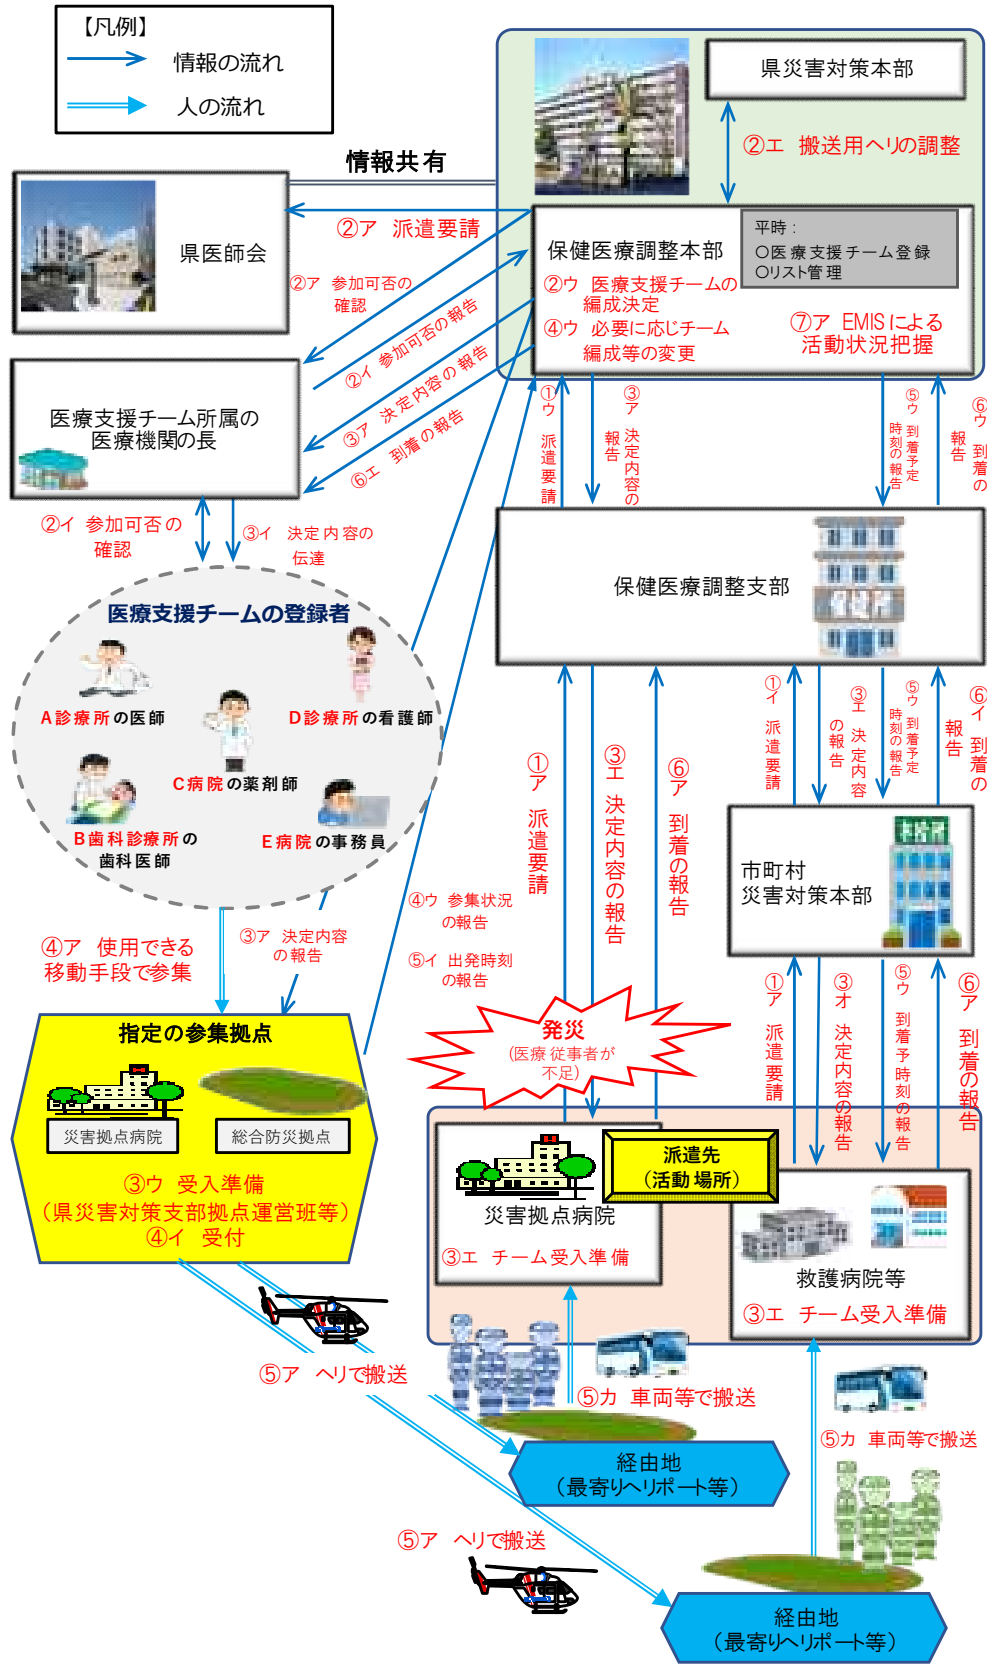 【凡例】
情報の流れ
人の流れ
県災害対策本部
②エ 搬送用ヘリの調整
情報共有
県医師会
②ア 派遣要請
保健医療調整本部
平時：
○医療支援チーム登録
○リスト管理
②ウ 医療支援チームの
編成決定
④ウ 必要に応じチーム
編成等の変更
⑦ア EMISによる
活動状況把握
②ア 参加可否の
確認
②イ 参加可否の報告
③ア 決定内容の報告
⑥エ 到着の報告
医療支援チーム所属の
医療機関の長
①ウ 派遣要請
③ア 決定内容の
報告
⑤ウ 到着予定
時刻の報告
⑥ウ 到着の
報告
②イ 参加可否の
確認
③イ 決定内容の
伝達
保健医療調整支部
医療支援チームの登録者
A診療所の医師
D診療所の看護師
C病院の薬剤師
B歯科診療所の
歯科医師
E病院の事務員
①ア 派遣要請
③エ 決定内容の報告
⑥ア 到着の報告
①イ 派遣要請
③エ 決定内容
の報告
⑤ウ 到着予定
時刻の報告
⑥イ 到着の
報告
市町村
災害対策本部
④ア 使用できる
移動手段で参集
③ア 決定内容
の報告
④ウ 参集状況
の報告
⑤イ 出発時刻
の報告
①ア 派遣要請
③オ 決定内容の報告
⑤ウ 到着予時刻の報告
⑥ア 到着の報告
発災
(医療従事者が
不足)
指定の参集拠点
災害拠点病院
総合防災拠点
③ウ 受入準備
（県災害対策支部拠点運営班等）
④イ 受付
派遣先
（活動場所）
災害拠点病院
③エ チーム受入準備
救護病院等
③エ チーム受入準備
⑤ア ヘリで搬送
⑤カ 車両等で搬送
⑤カ 車両等で搬送
経由地
（最寄りヘリポート等）
⑤ア ヘリで搬送
経由地
（最寄りヘリポート等）